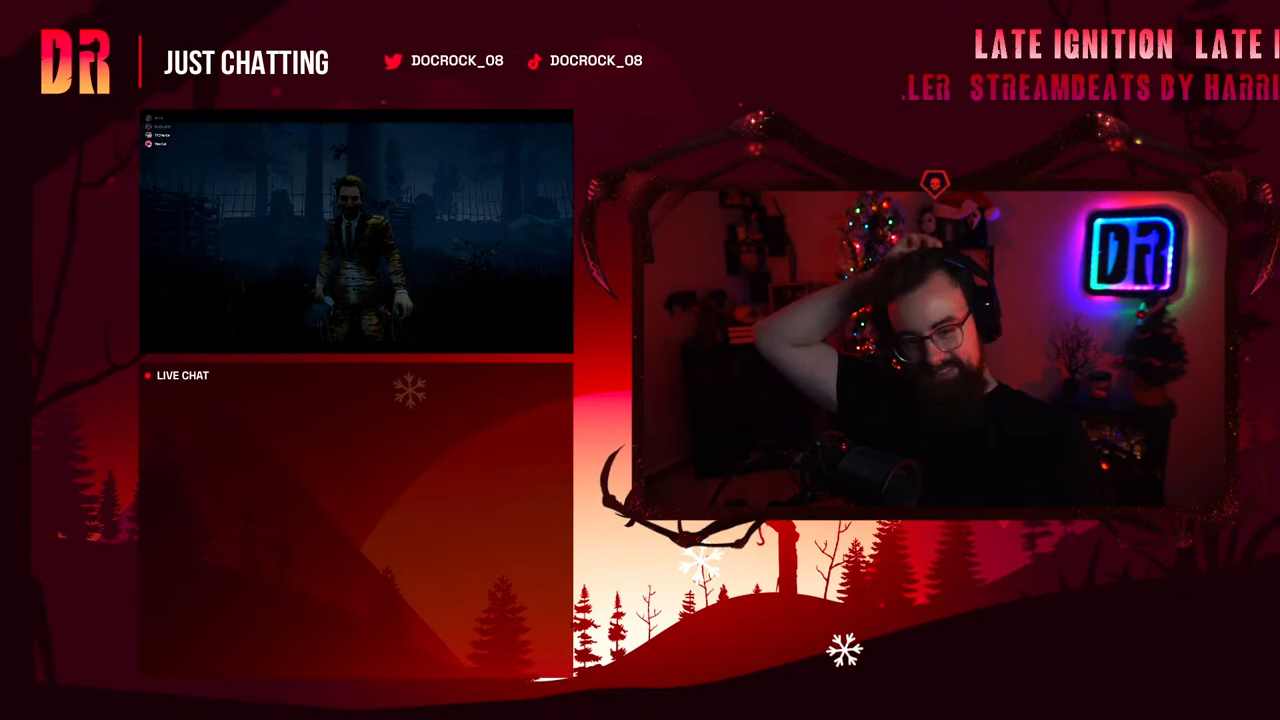 DR
JUST CHATTING
DOCROCK_08
DOCROCK_08
LATE IGNITION LATE I
.LER STREAMBEATS BY HARRI
LIVE CHAT
DR